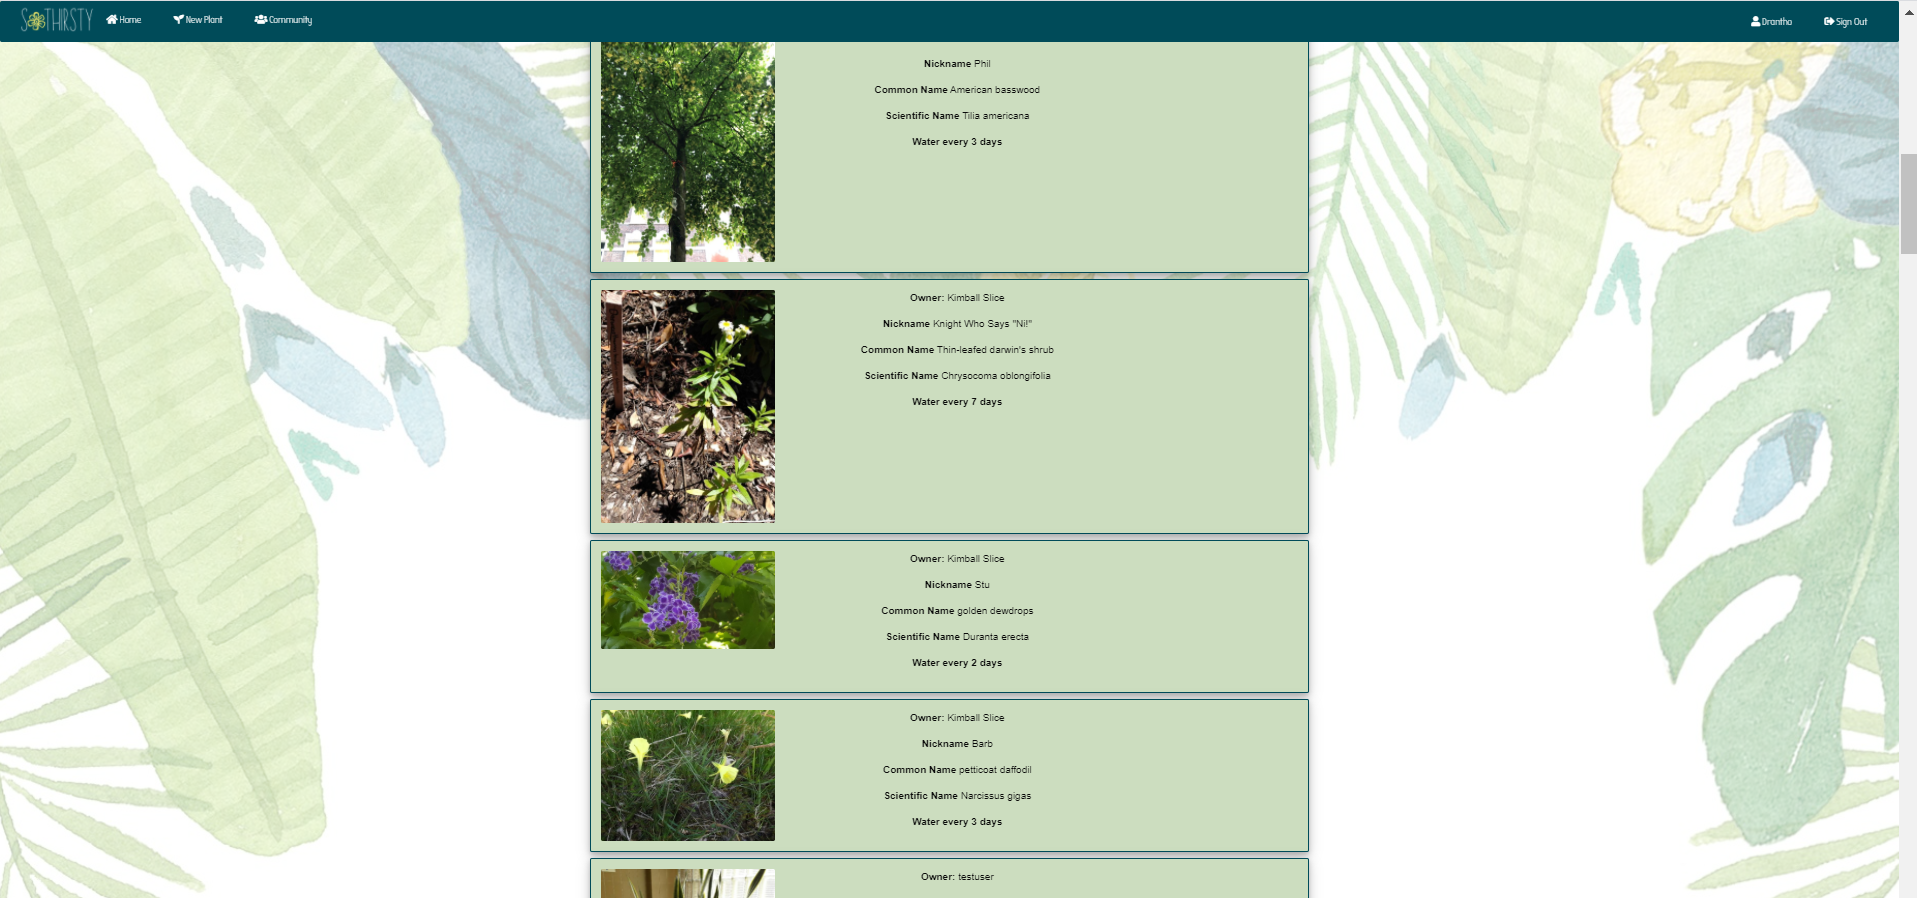 SOTHIRSTY Home New Plant Community Drantho Sign Out
Nickname Phil
Common Name American basswood
Scientific Name Tilia americana
Water every 3 days
Owner: Kimball Slice
Nickname Knight Who Says "Ni!"
Common Name Thin-leafed darwin's shrub
Scientific Name Chrysocoma oblongifolia
Water every 7 days
Owner: Kimball Slice
Nickname Stu
Common Name golden dewdrops
Scientific Name Duranta erecta
Water every 2 days
Owner: Kimball Slice
Nickname Barb
Common Name petticoat daffodil
Scientific Name Narcissus gigas
Water every 3 days
Owner: testuser